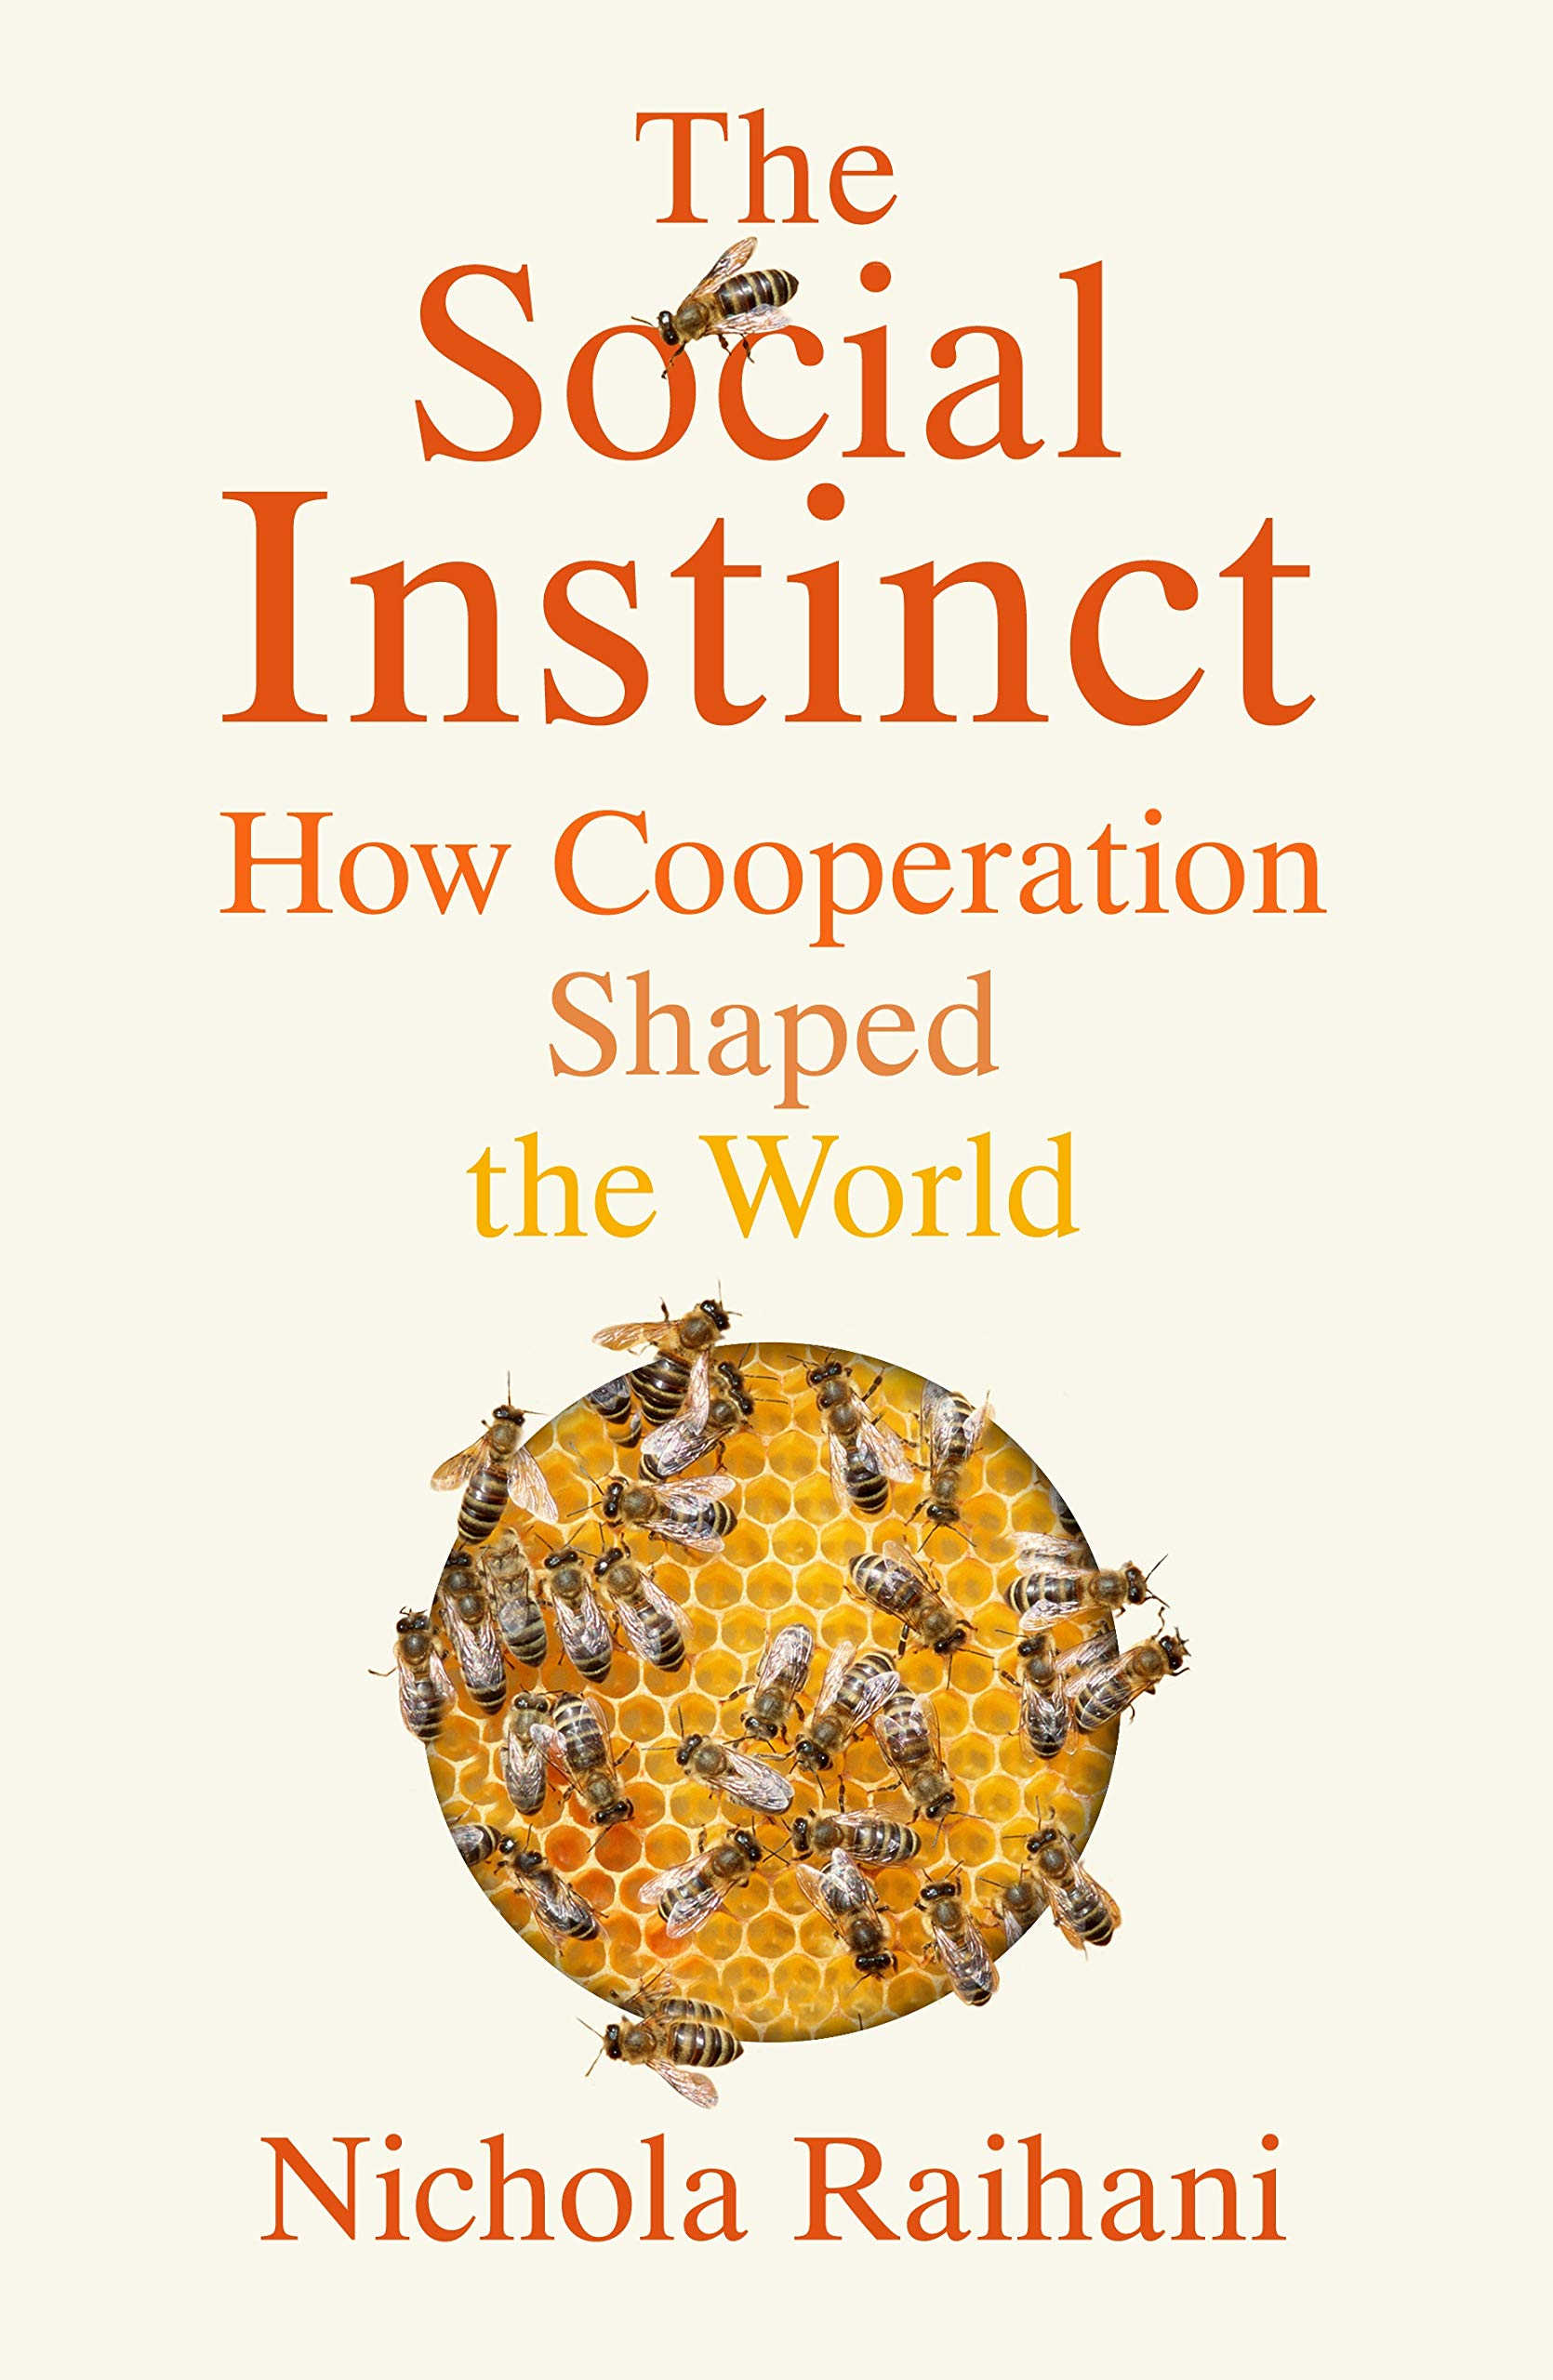 The
Social
Instinct
How Cooperation
Shaped
the World
Nichola Raihani